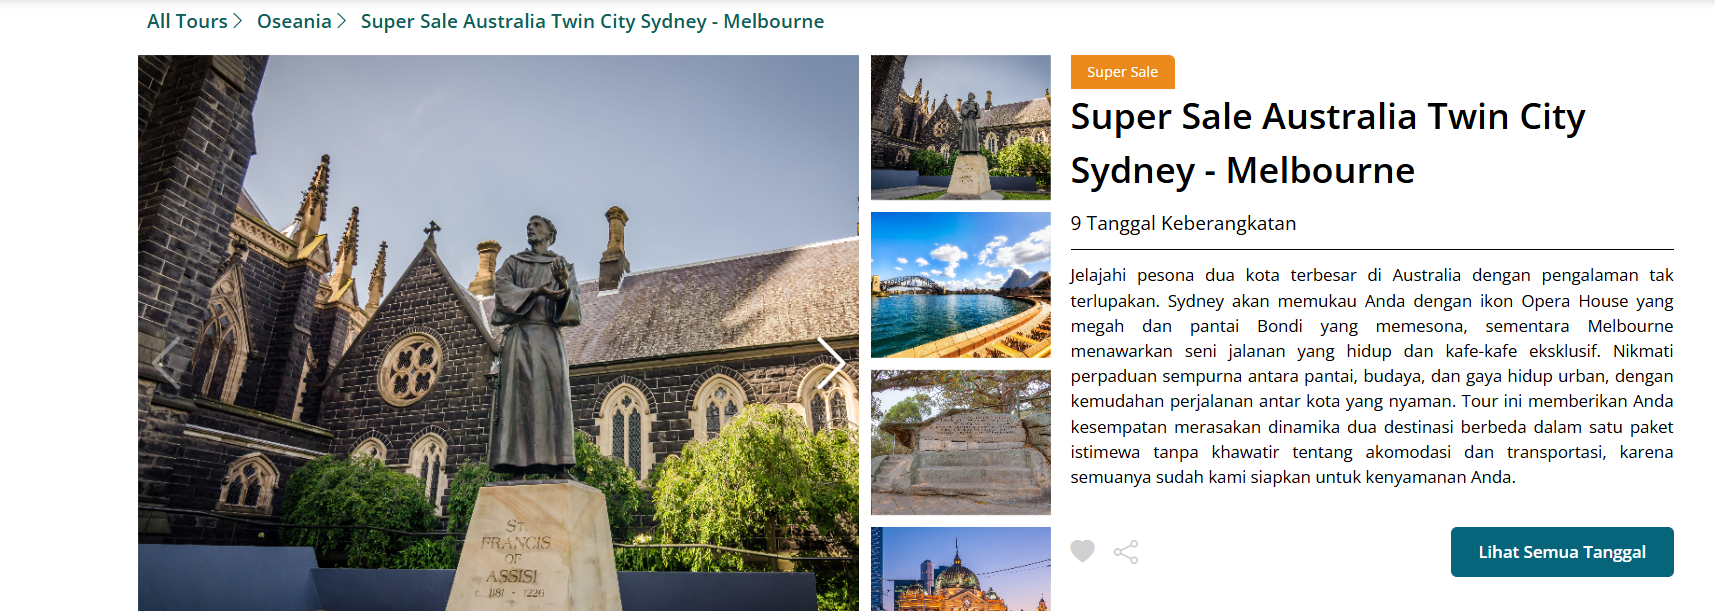 All Tours > Oseania > Super Sale Australia Twin City Sydney - Melbourne
Super Sale
Super Sale Australia Twin City
Sydney - Melbourne
9 Tanggal Keberangkatan
Jelajahi pesona dua kota terbesar di Australia dengan pengalaman tak
terlupakan. Sydney akan memukau Anda dengan ikon Opera House yang
megah dan pantai Bondi yang memesona, sementara Melbourne
menawarkan seni jalanan yang hidup dan kafe-kafe eksklusif. Nikmati
perpaduan sempurna antara pantai, budaya, dan gaya hidup urban, dengan
kemudahan perjalanan antar kota yang nyaman. Tour ini memberikan Anda
kesempatan merasakan dinamika dua destinasi berbeda dalam satu paket
istimewa tanpa khawatir tentang akomodasi dan transportasi, karena
semuanya sudah kami siapkan untuk kenyamanan Anda.
Lihat Semua Tanggal
ST.
FRANCIS
OF
ASSISI
1181 - 1226